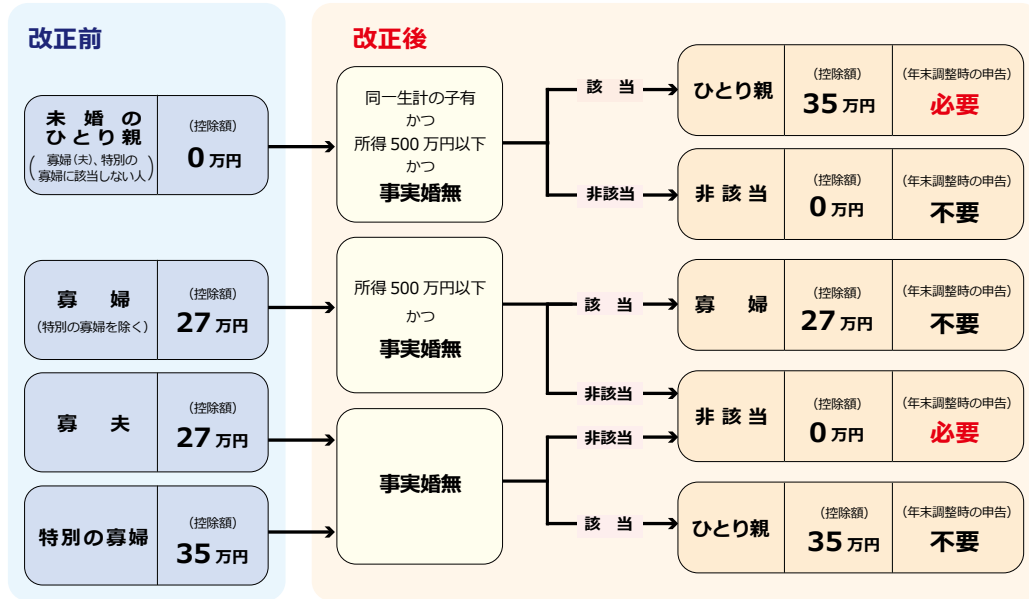 改正前
未婚の
ひとり親
(寡婦(夫)、特別の
寡婦に該当しない人)
(控除額)
0万円
寡婦
(特別の寡婦を除く)
(控除額)
27万円
寡夫
(控除額)
27万円
特別の寡婦
(控除額)
35万円
改正後
同一生計の子有
かつ
所得500万円以下
かつ
事実婚無
所得500万円以下
かつ
事実婚無
事実婚無
該当
非該当
該当
非該当
非該当
該当
ひとり親
(控除額)
35万円
(年末調整時の申告)
必要
非該当
(控除額)
0万円
(年末調整時の申告)
不要
寡婦
(控除額)
27万円
(年末調整時の申告)
不要
非該当
(控除額)
0万円
(年末調整時の申告)
必要
ひとり親
(控除額)
35万円
(年末調整時の申告)
不要